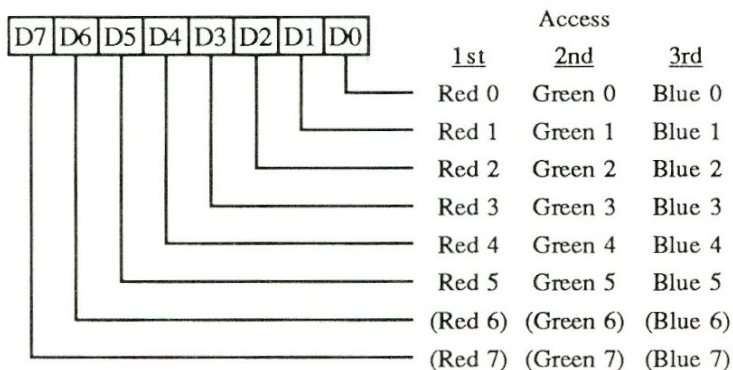 Access
D7 D6 D5 D4 D3 D2 D1 D0
1st 2nd 3rd
Red 0 Green 0 Blue 0
Red 1 Green 1 Blue 1
Red 2 Green 2 Blue 2
Red 3 Green 3 Blue 3
Red 4 Green 4 Blue 4
Red 5 Green 5 Blue 5
(Red 6) (Green 6) (Blue 6)
(Red 7) (Green 7) (Blue 7)